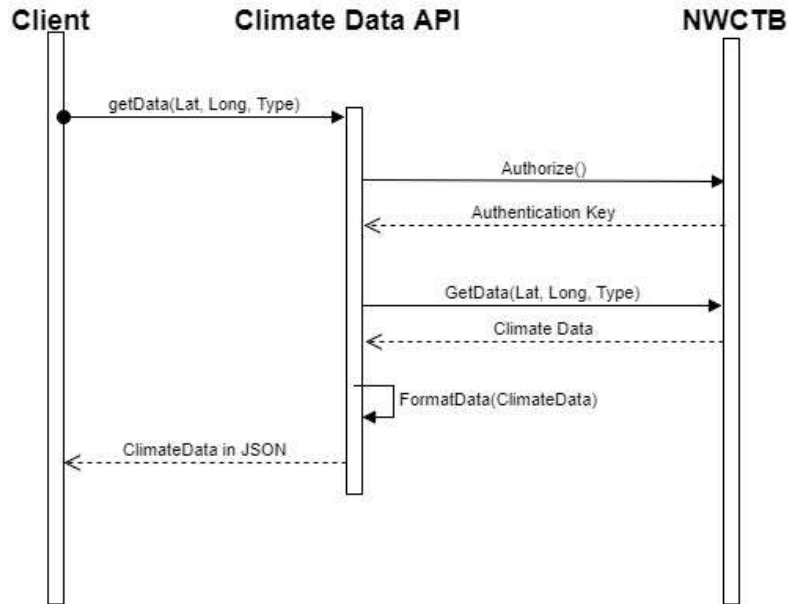 Client
Climate Data API
NWCTB
getData(Lat, Long, Type)
Authorize()
Authentication Key
GetData(Lat, Long, Type)
Climate Data
FormatData(ClimateData)
ClimateData in JSON